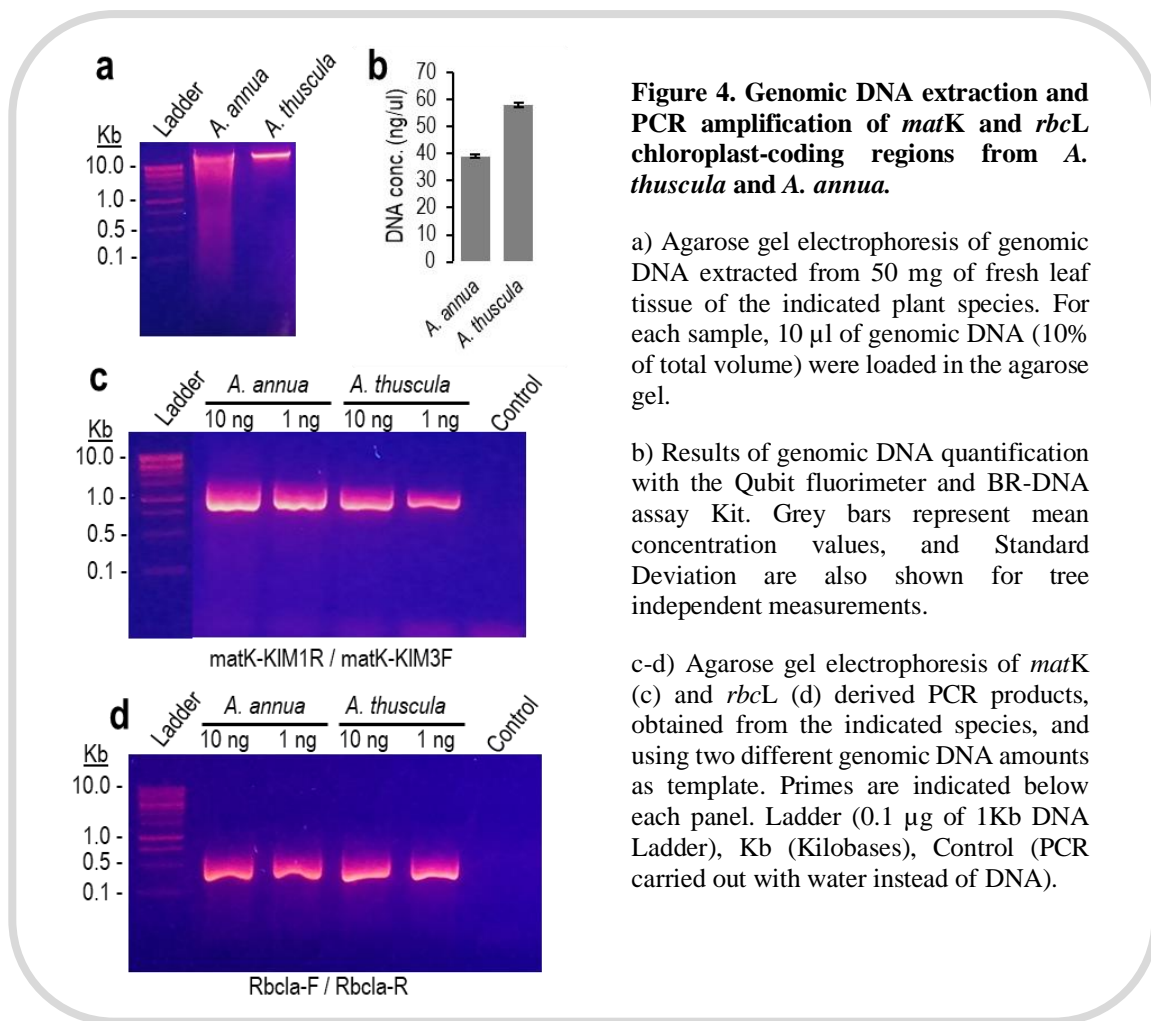 a
Ladder
A. annua
A. thuscula
Kb
10.0 -
1.0 -
0.5 -
0.1 -
b
DNA conc. (ng/ul)
70
60
50
40
30
20
10
0
A. annua
A. thuscula
c
Ladder
A. annua
A. thuscula
Control
10 ng
1 ng
10 ng
1 ng
Kb
10.0 -
1.0 -
0.5 -
0.1 -
matK-KIM1R / matK-KIM3F
d
Ladder
A. annua
A. thuscula
Control
10 ng
1 ng
10 ng
1 ng
Kb
10.0 -
1.0 -
0.5 -
0.1 -
Rbcla-F / Rbcla-R
Figure 4. Genomic DNA extraction and
PCR amplification of matK and rbcL
chloroplast-coding regions from A.
thuscula and A. annua.
a) Agarose gel electrophoresis of genomic
DNA extracted from 50 mg of fresh leaf
tissue of the indicated plant species. For
each sample, 10 µl of genomic DNA (10%
of total volume) were loaded in the agarose
gel.
b) Results of genomic DNA quantification
with the Qubit fluorimeter and BR-DNA
assay Kit. Grey bars represent mean
concentration values, and Standard
Deviation are also shown for tree
independent measurements.
c-d) Agarose gel electrophoresis of matK
(c) and rbcL (d) derived PCR products,
obtained from the indicated species, and
using two different genomic DNA amounts
as template. Primes are indicated below
each panel. Ladder (0.1 µg of 1Kb DNA
Ladder), Kb (Kilobases), Control (PCR
carried out with water instead of DNA).